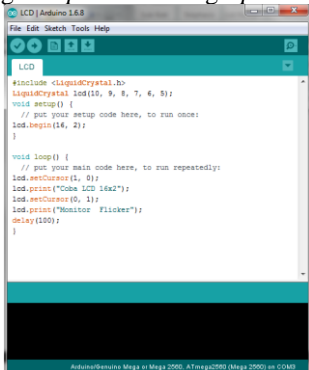 LCD | Arduino 1.6.8
File Edit Sketch Tools Help
LCD
#include <LiquidCrystal.h>
LiquidCrystal lcd(10, 9, 8, 7, 6, 5);
void setup() {
// put your setup code here, to run once:
lcd.begin(16, 2);
}
void loop() {
// put your main code here, to run repeatedly:
lcd.setCursor(1, 0);
lcd.print("Coba LCD 16x2");
lcd.setCursor(0, 1);
lcd.print("Monitor  Flicker");
delay(100);
}
Arduino/Genuino Mega or Mega 2560, ATmega2560 (Mega 2560) on COM3